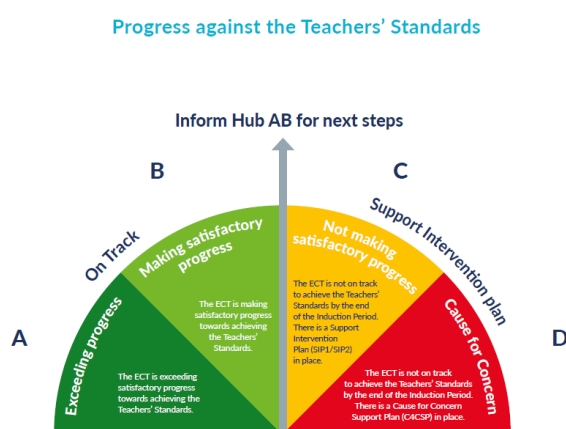 Progress against the Teachers' Standards
Inform Hub AB for next steps
B
C
On Track
Support Intervention plan
Making satisfactory
progress
Not making
satisfactory progress
The ECT is making
satisfactory progress
towards achieving
the Teachers'
Standards.
The ECT is not on track
to achieve the Teachers'
Standards by the end
of the Induction Period.
There is a Support
Intervention
Plan (SIP1/SIP2)
in place.
A
D
Exceeding progress
Cause for Concern
The ECT is exceeding
satisfactory progress
towards achieving the
Teachers' Standards.
The ECT is not on track
to achieve the Teachers' Standards
by the end of the Induction Period.
There is a Cause for Concern
Support Plan (C4CSP) in place.